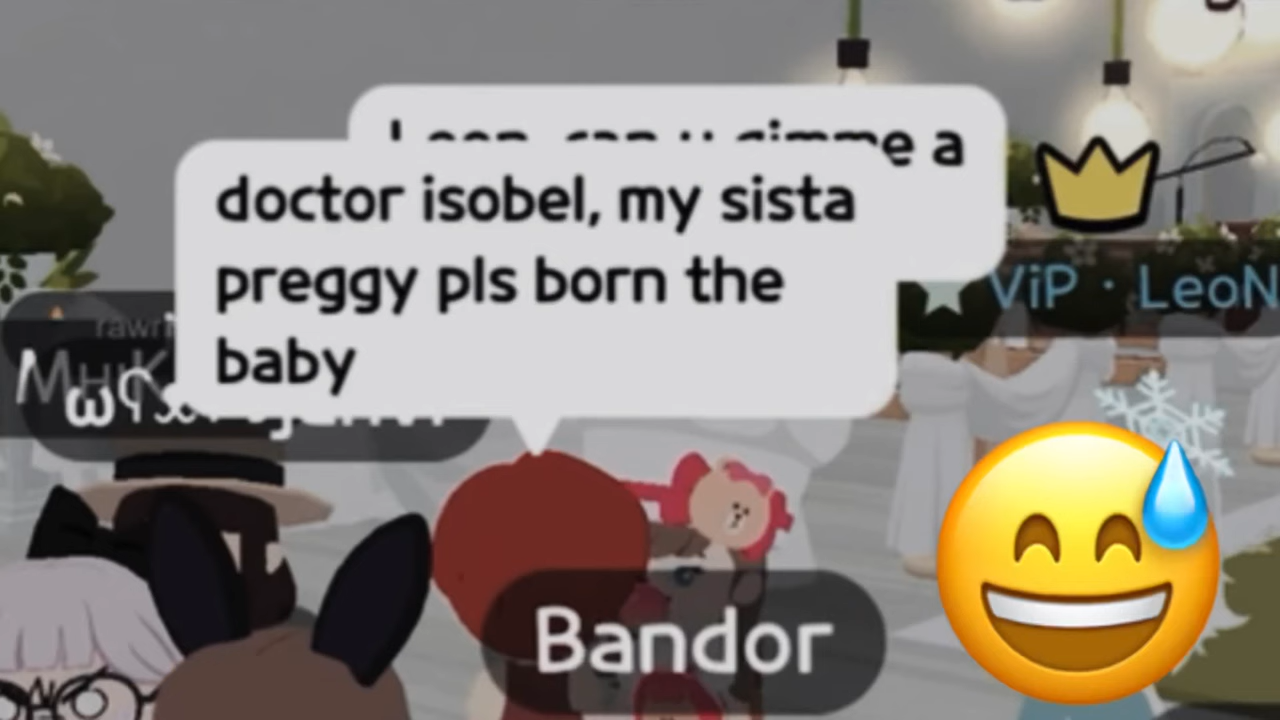 e a
doctor isobel, my sista
preggy pls born the
baby
ViP · LeoN
Bandor